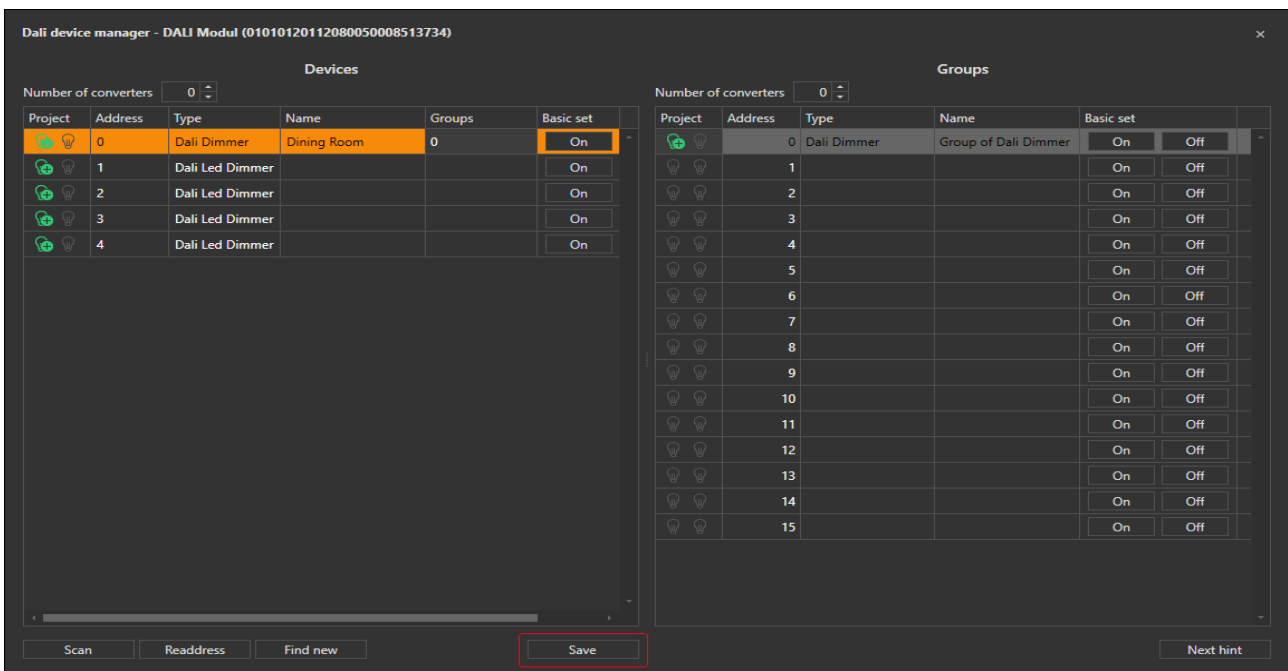 Dali device manager - DALI Modul (01010120112080050008513734)
Devices
Number of converters 0
Project Address Type Name Groups Basic set
0 Dali Dimmer Dining Room 0 On
1 Dali Led Dimmer On
2 Dali Led Dimmer On
3 Dali Led Dimmer On
4 Dali Led Dimmer On
Groups
Number of converters 0
Project Address Type Name Basic set
0 Dali Dimmer Group of Dali Dimmer On Off
1 On Off
2 On Off
3 On Off
4 On Off
5 On Off
6 On Off
7 On Off
8 On Off
9 On Off
10 On Off
11 On Off
12 On Off
13 On Off
14 On Off
15 On Off
Scan Readdress Find new Save Next hint